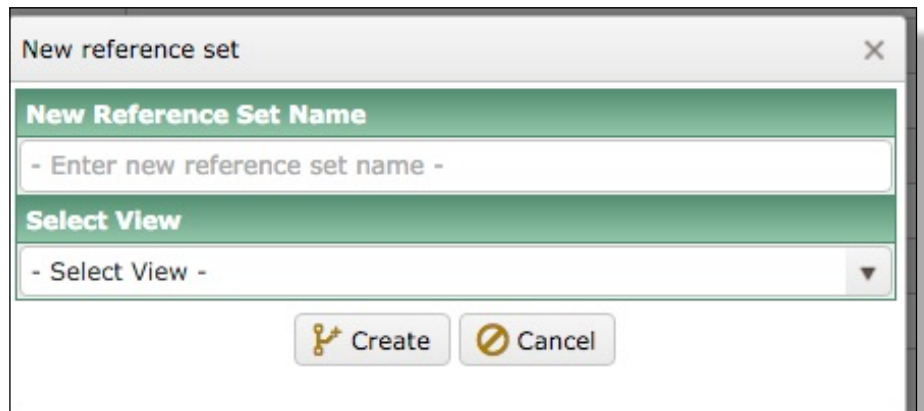 New reference set
New Reference Set Name
- Enter new reference set name -
Select View
- Select View -
Create Cancel